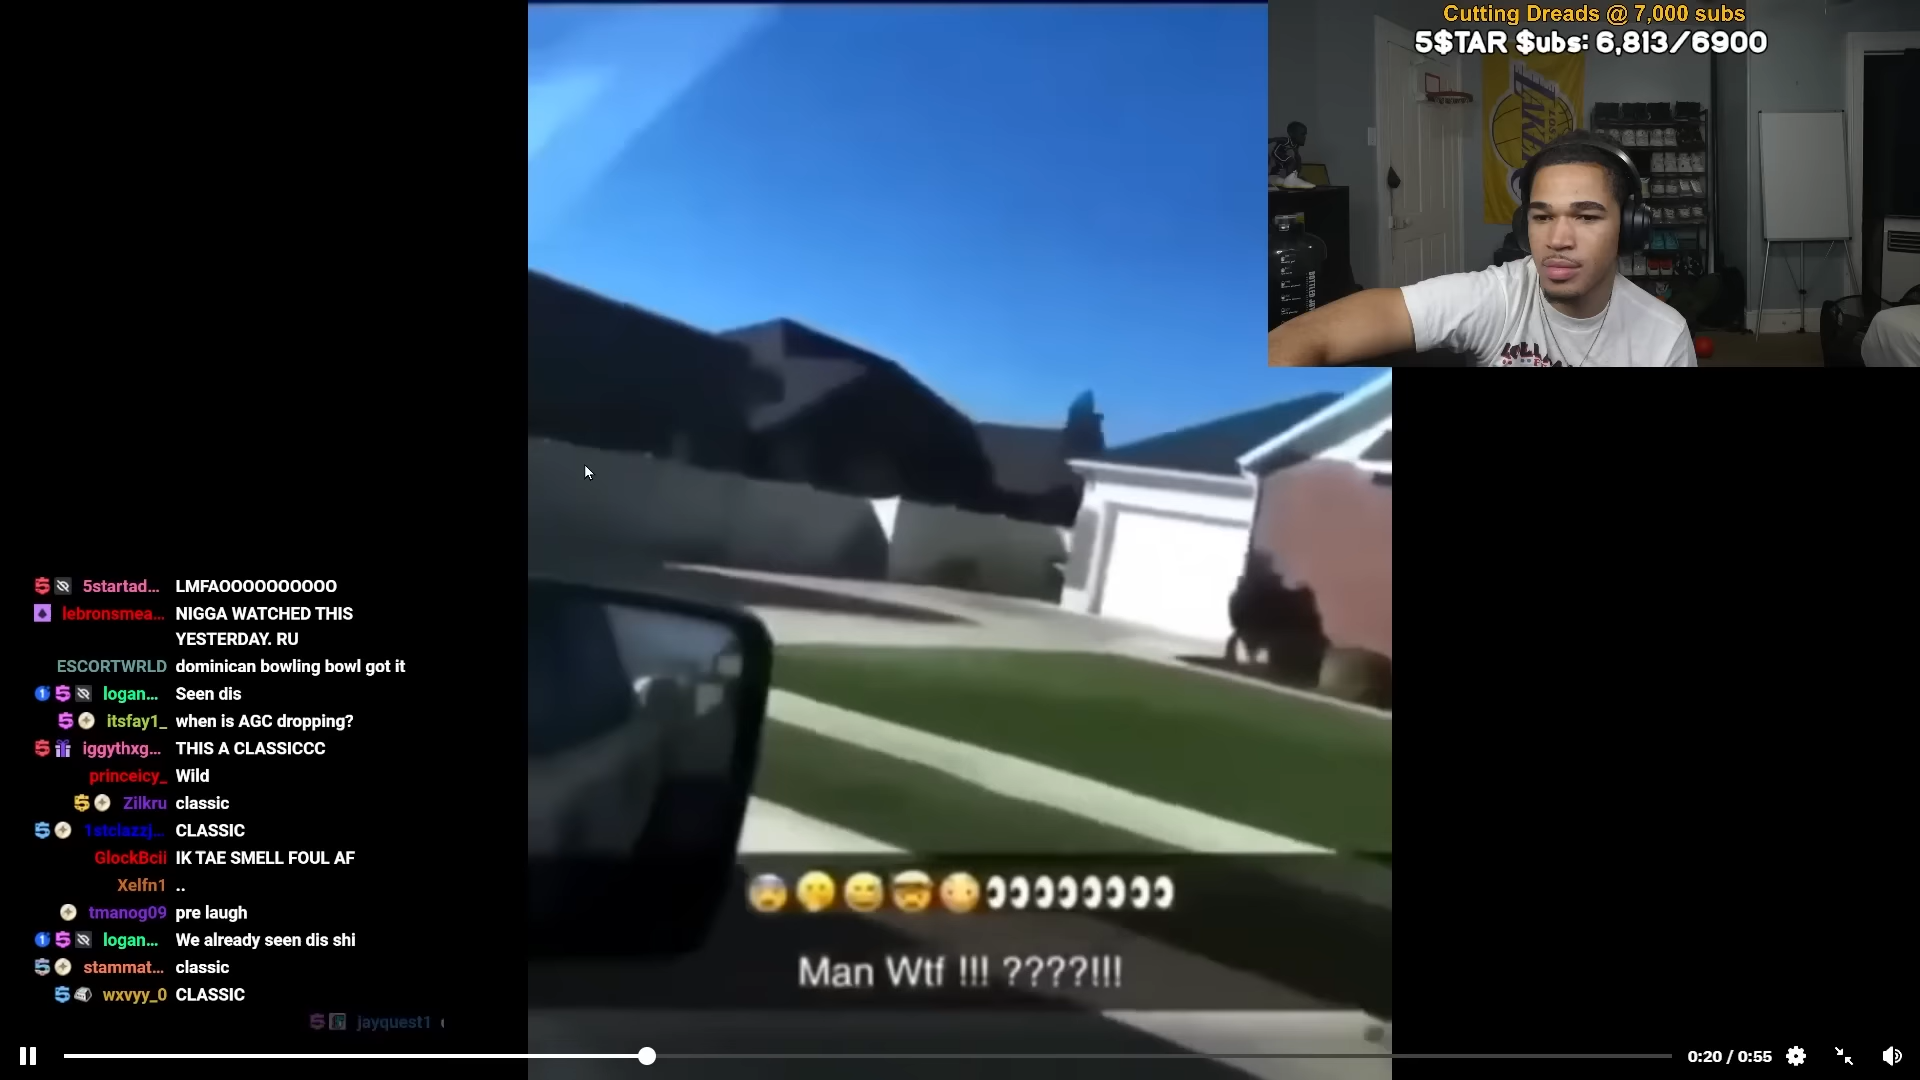 Cutting Dreads @ 7,000 subs
5$TAR $ubs: 6,813/6900
LAKE
5startad... LMFAOOOOOOOOOO
lebronsmea... NIGGA WATCHED THIS
YESTERDAY. RU
ESCORTWRLD dominican bowling bowl got it
logan... Seen dis
itsfay1_ when is AGC dropping?
iggythxg... THIS A CLASSICCC
princeicy_ Wild
Zilkru classic
1stclazzj... CLASSIC
GlockBcii IK TAE SMELL FOUL AF
Xelfn1 ..
tmanog09 pre laugh
logan... We already seen dis shi
stammat... classic
wxvyy_0 CLASSIC
jayquest1
😨🫢😅🤯😳👀👀👀👀👀👀👀👀
Man Wtf !!! ????!!!
0:20 / 0:55